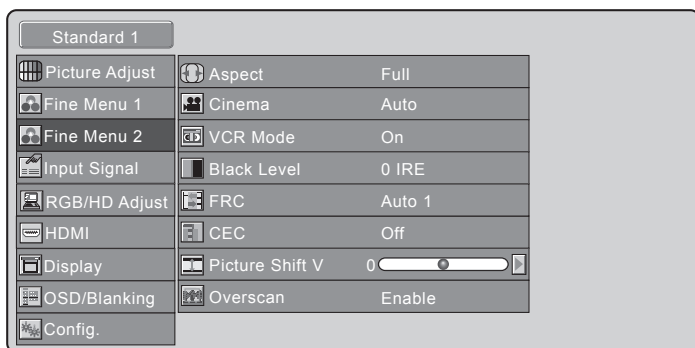 Standard 1
Picture Adjust
Fine Menu 1
Fine Menu 2
Input Signal
RGB/HD Adjust
HDMI
Display
OSD/Blanking
Config.
Aspect Full
Cinema Auto
VCR Mode On
Black Level 0 IRE
FRC Auto 1
CEC Off
Picture Shift V 0
Overscan Enable